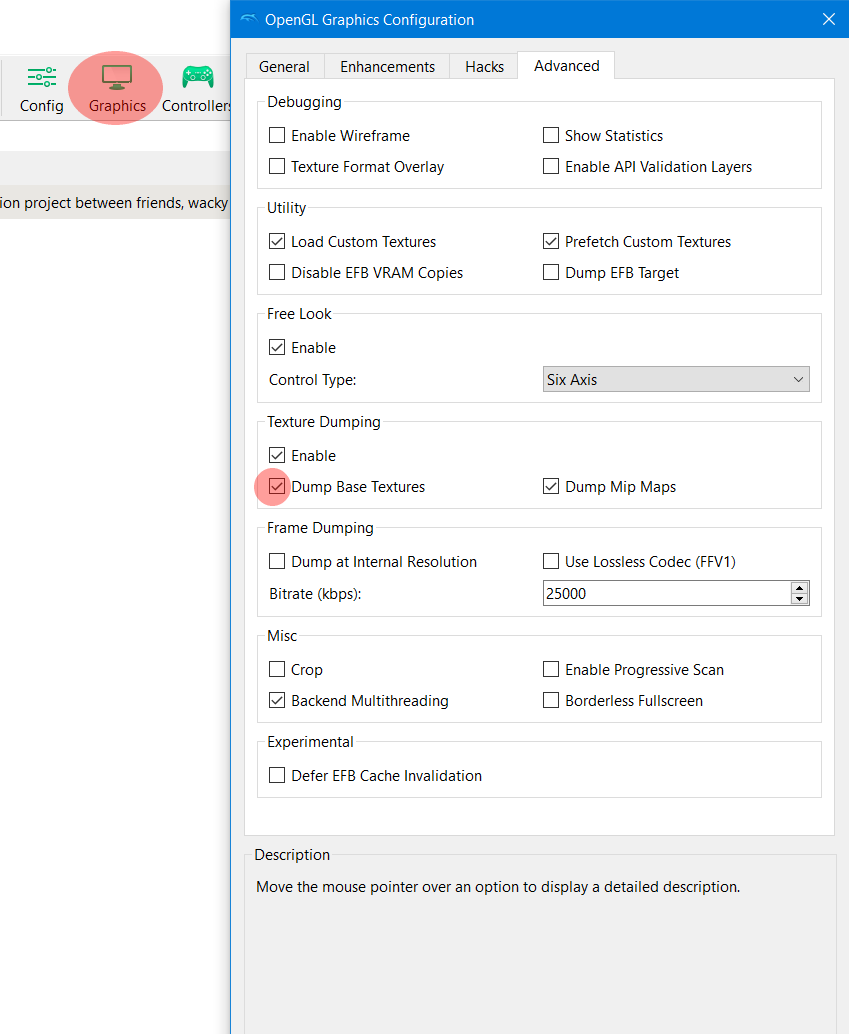 OpenGL Graphics Configuration
General Enhancements Hacks Advanced
Config Graphics Controllers
ion project between friends, wacky
Debugging
Enable Wireframe Show Statistics
Texture Format Overlay Enable API Validation Layers
Utility
Load Custom Textures Prefetch Custom Textures
Disable EFB VRAM Copies Dump EFB Target
Free Look
Enable
Control Type: Six Axis
Texture Dumping
Enable
Dump Base Textures Dump Mip Maps
Frame Dumping
Dump at Internal Resolution Use Lossless Codec (FFV1)
Bitrate (kbps): 25000
Misc
Crop Enable Progressive Scan
Backend Multithreading Borderless Fullscreen
Experimental
Defer EFB Cache Invalidation
Description
Move the mouse pointer over an option to display a detailed description.